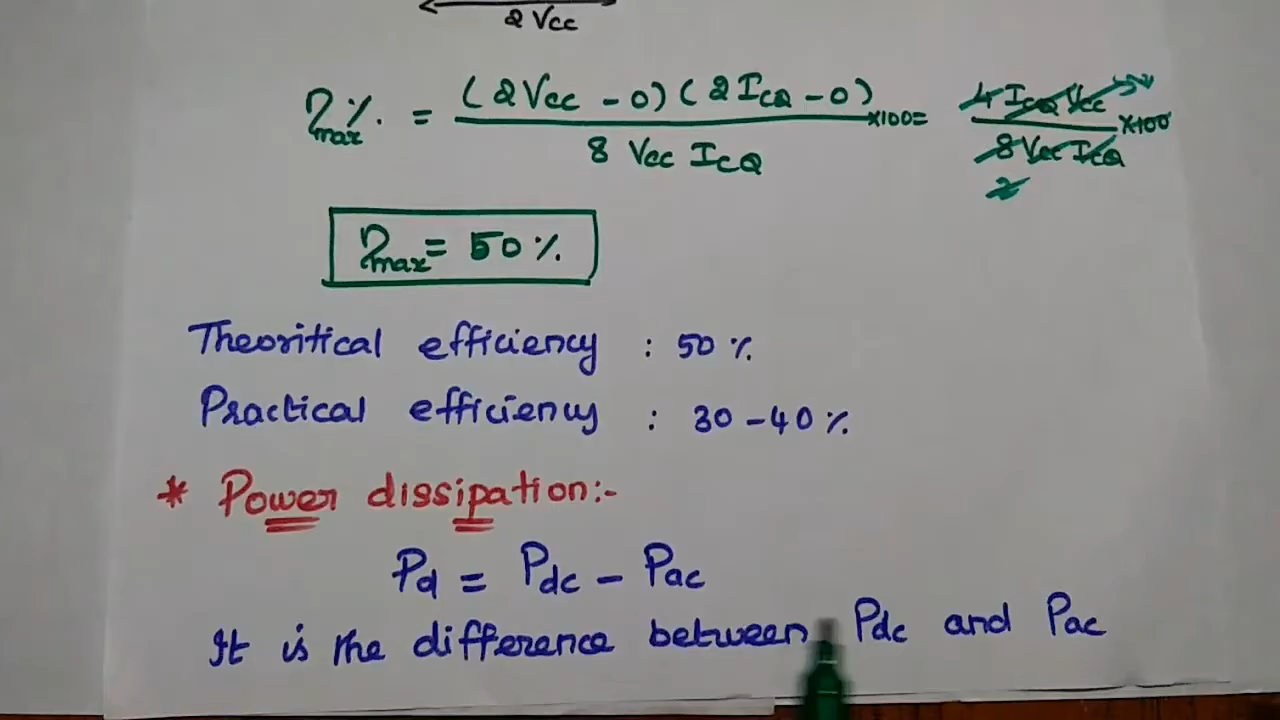 2 Vcc
ηmax % = (2Vcc - 0) (2ICQ - 0) / 8 Vcc ICQ ×100 = 4 ICQ Vcc 50 / 8 Vcc ICQ 2 ×100
ηmax = 50 %
Theoritical efficiency : 50 %
Practical efficiency : 30 - 40 %
* Power dissipation:-
Pd = Pdc - Pac
It is the difference between Pdc and Pac